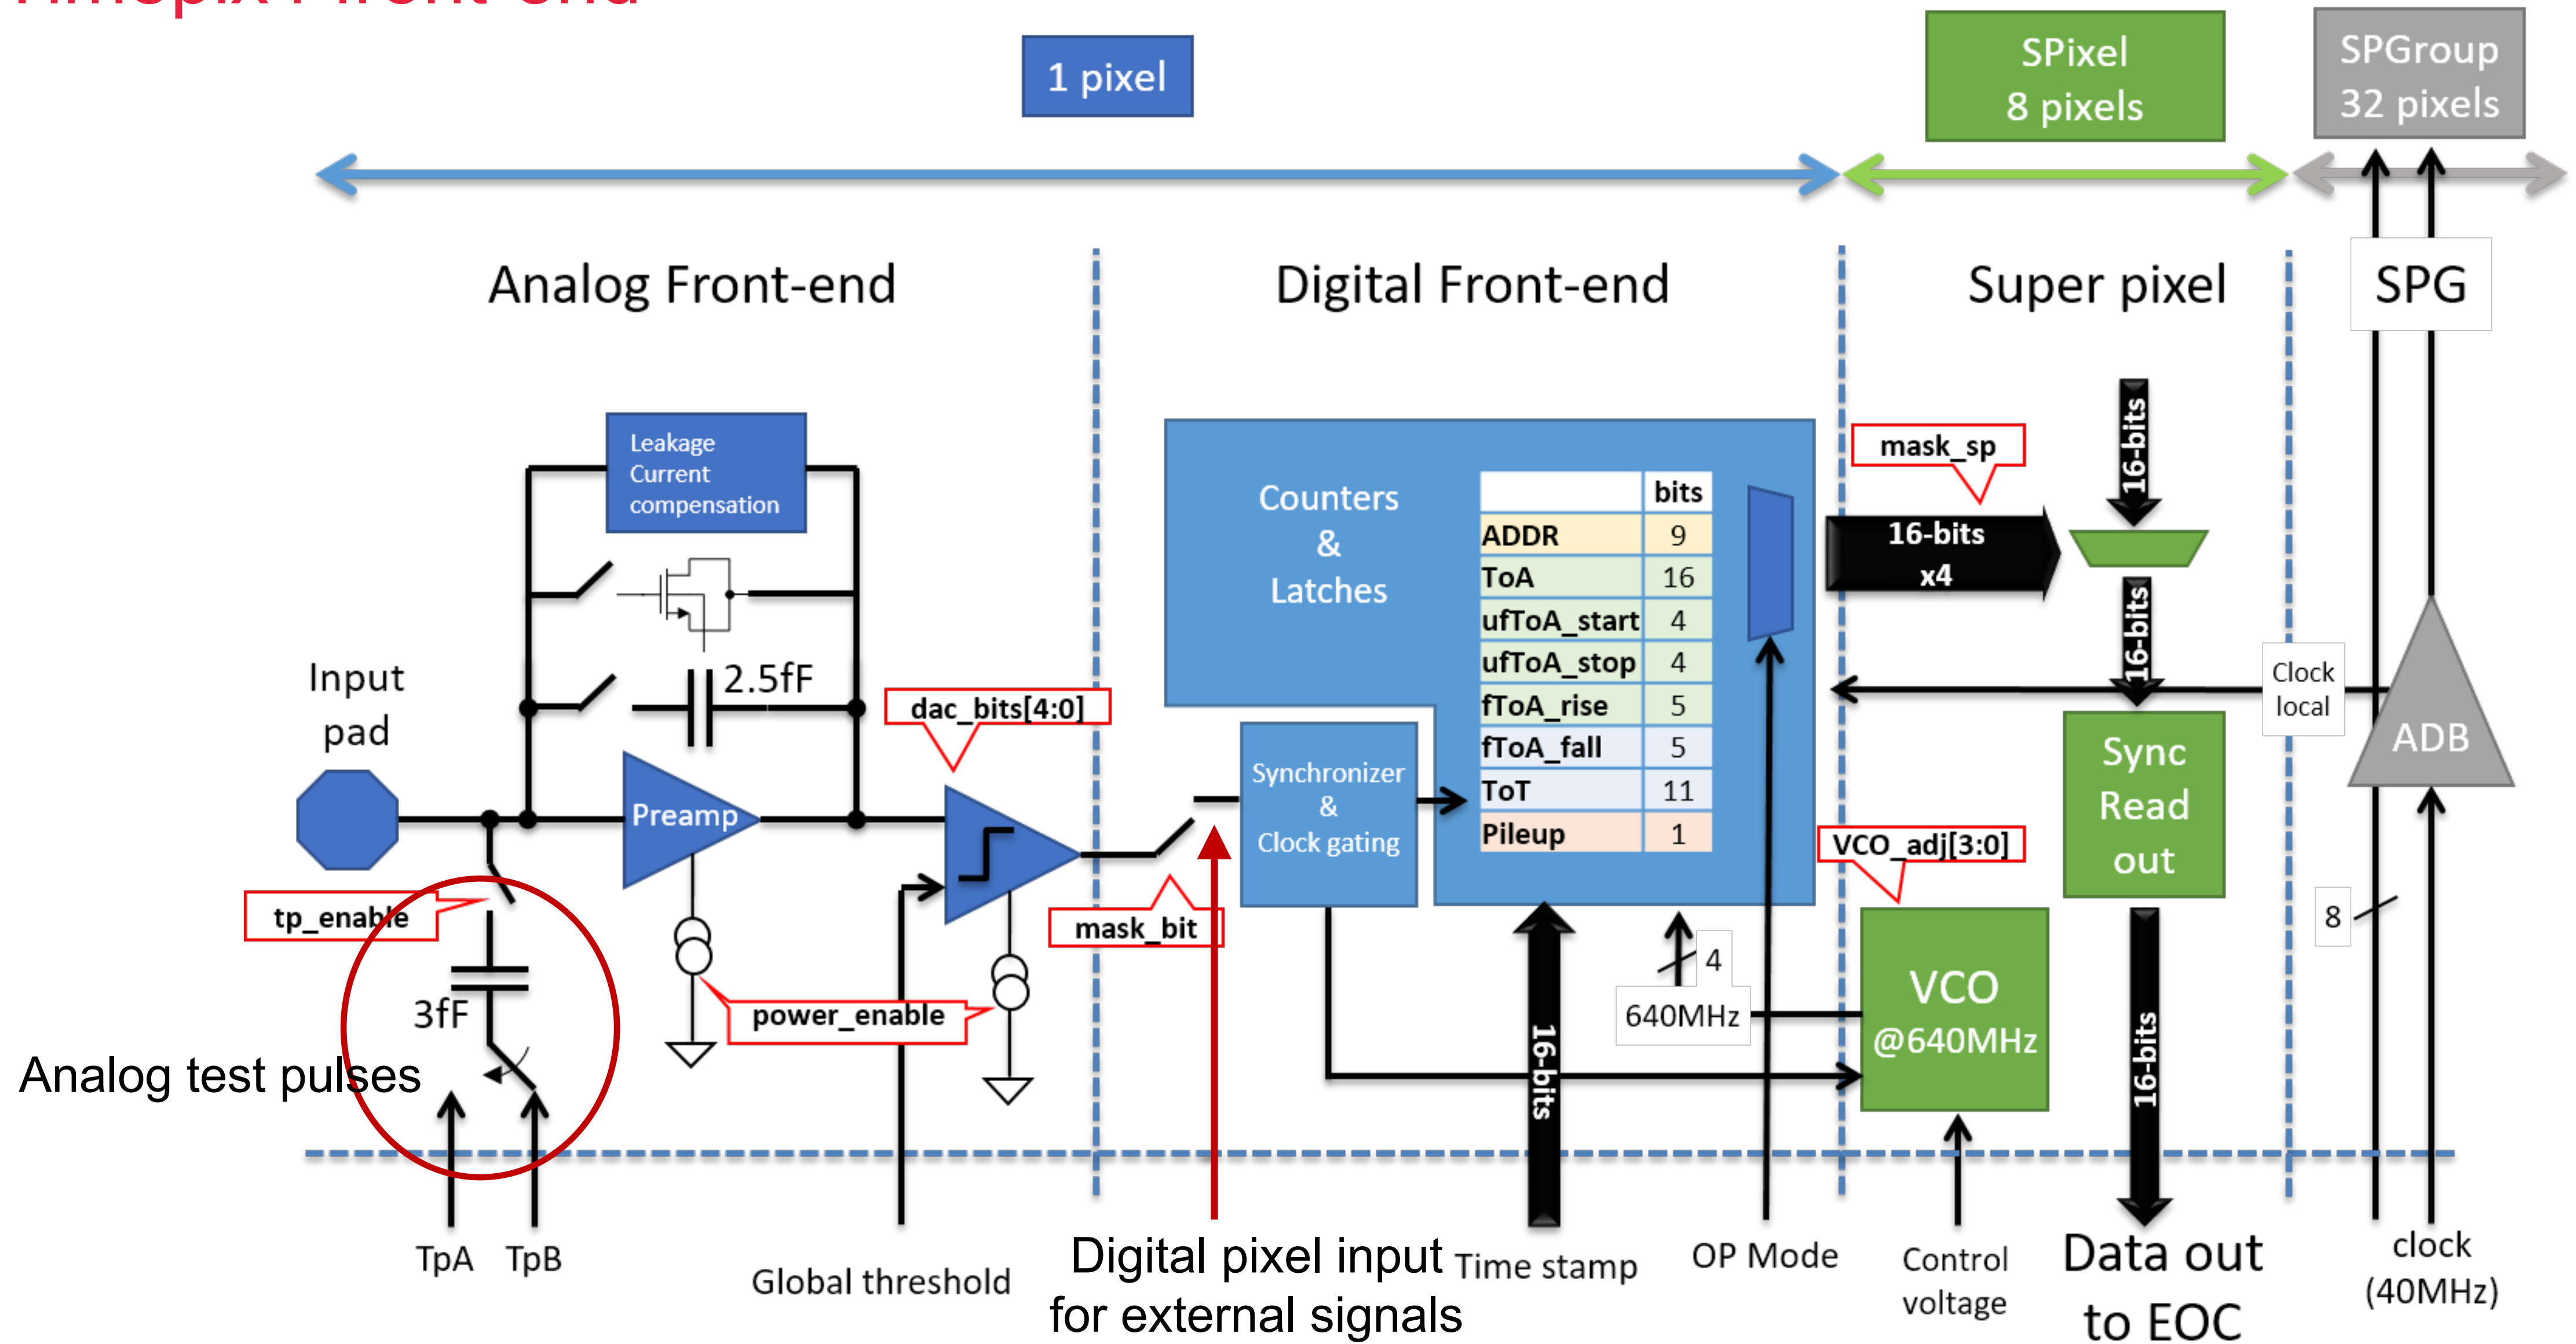 Timepix4 front-end
1 pixel
SPixel
8 pixels
SPGroup
32 pixels
Analog Front-end
Digital Front-end
Super pixel
SPG
Leakage
Current
compensation
2.5fF
Input
pad
Preamp
dac_bits[4:0]
tp_enable
3fF
Analog test pulses
TpA
TpB
power_enable
mask_bit
Global threshold
Counters
&
Latches
bits
ADDR 9
ToA 16
ufToA_start 4
ufToA_stop 4
fToA_rise 5
fToA_fall 5
ToT 11
Pileup 1
Synchronizer
&
Clock gating
Digital pixel input
for external signals
16-bits
Time stamp
4
640MHz
OP Mode
mask_sp
16-bits
x4
16-bits
16-bits
Clock
local
Sync
Read
out
VCO_adj[3:0]
VCO
@640MHz
Control
voltage
16-bits
Data out
to EOC
ADB
8
clock
(40MHz)